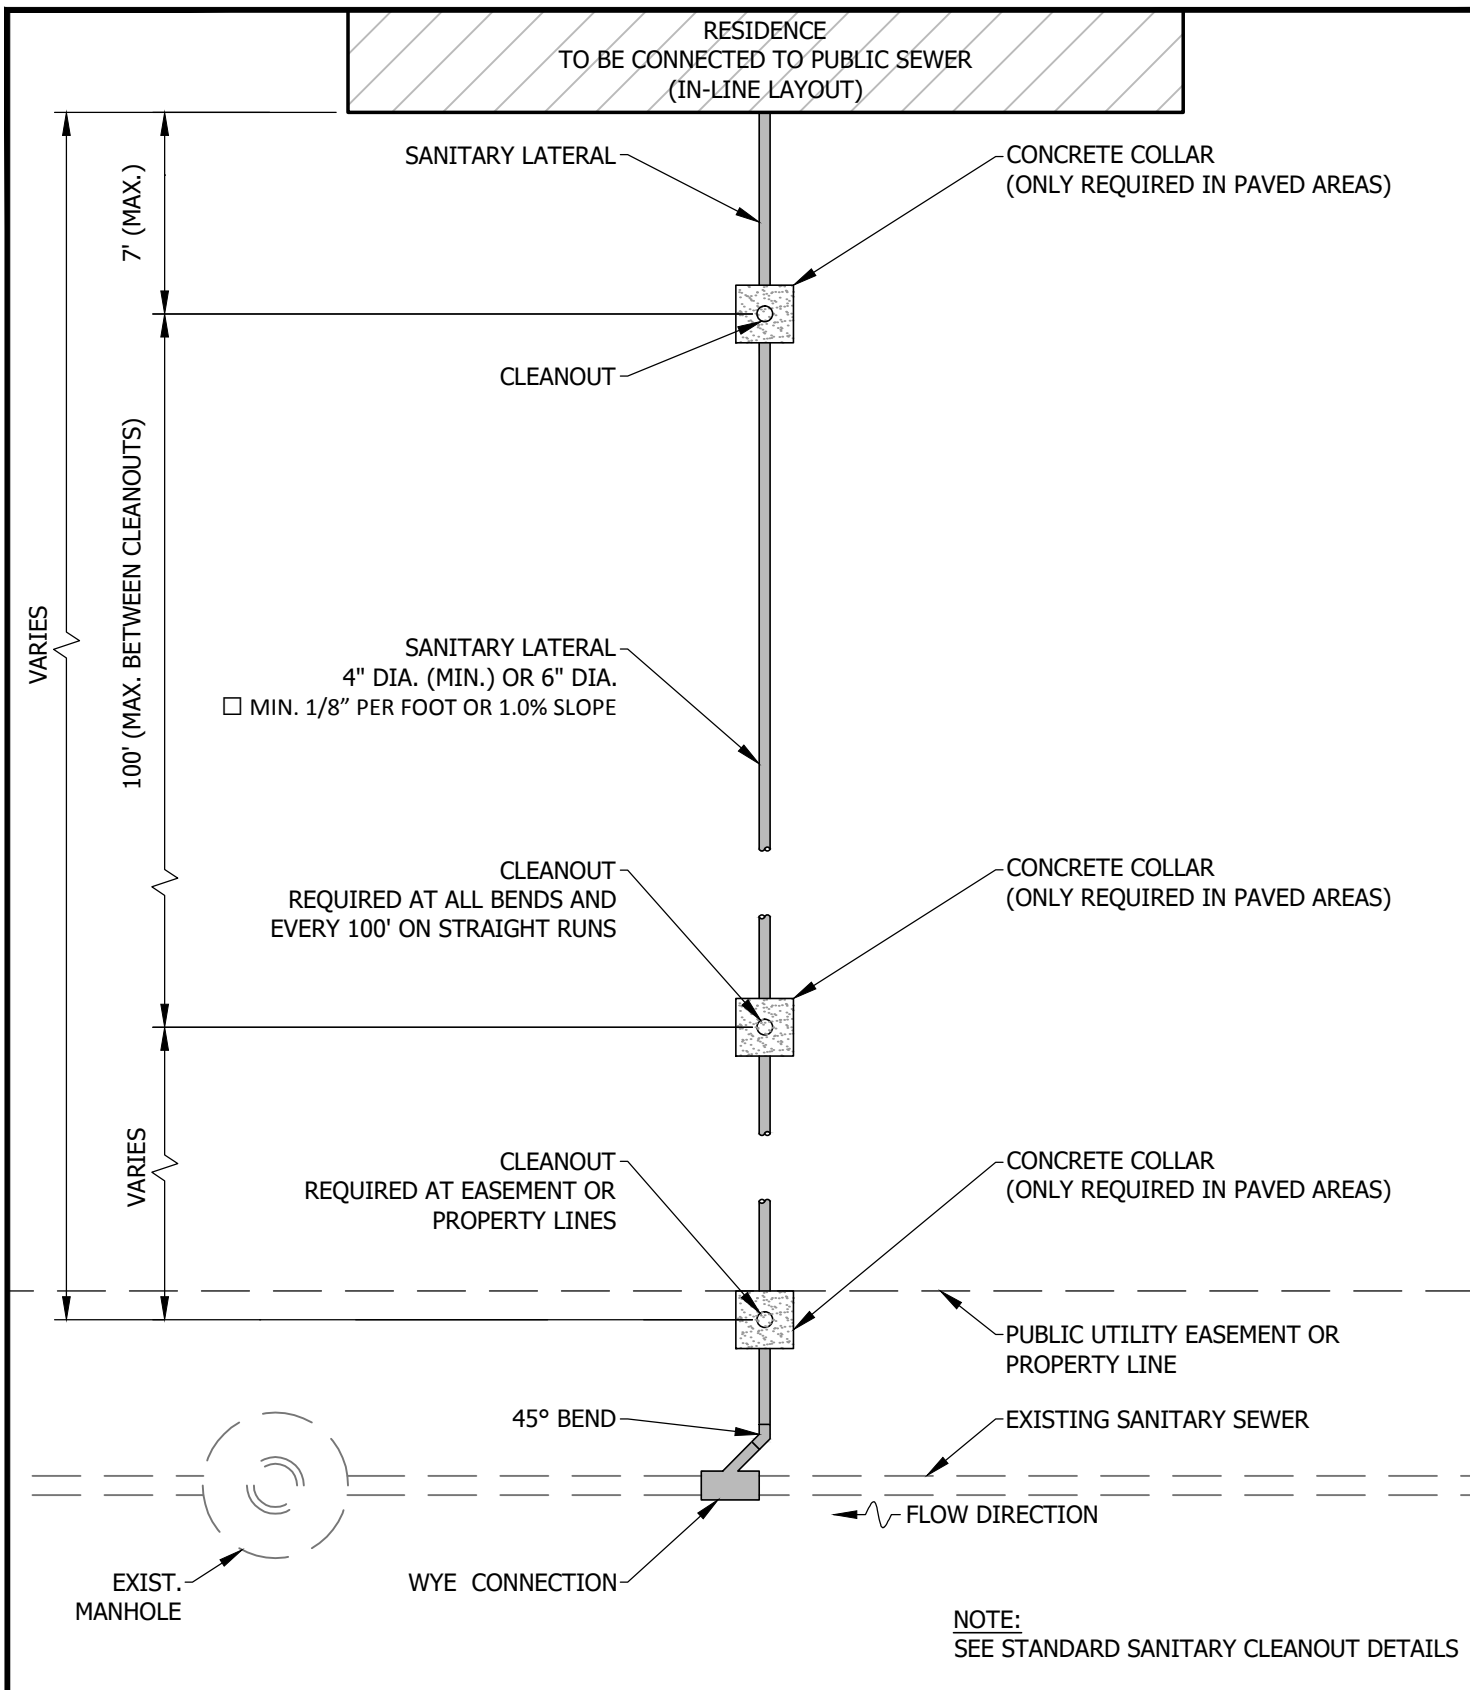 RESIDENCE
TO BE CONNECTED TO PUBLIC SEWER
(IN-LINE LAYOUT)
SANITARY LATERAL
CONCRETE COLLAR
(ONLY REQUIRED IN PAVED AREAS)
7' (MAX.)
CLEANOUT
100' (MAX. BETWEEN CLEANOUTS)
VARIES
SANITARY LATERAL
4" DIA. (MIN.) OR 6" DIA.
☐ MIN. 1/8” PER FOOT OR 1.0% SLOPE
CLEANOUT
REQUIRED AT ALL BENDS AND
EVERY 100' ON STRAIGHT RUNS
CONCRETE COLLAR
(ONLY REQUIRED IN PAVED AREAS)
VARIES
CLEANOUT
REQUIRED AT EASEMENT OR
PROPERTY LINES
CONCRETE COLLAR
(ONLY REQUIRED IN PAVED AREAS)
PUBLIC UTILITY EASEMENT OR
PROPERTY LINE
45° BEND
EXISTING SANITARY SEWER
FLOW DIRECTION
EXIST.
MANHOLE
WYE CONNECTION
NOTE:
SEE STANDARD SANITARY CLEANOUT DETAILS